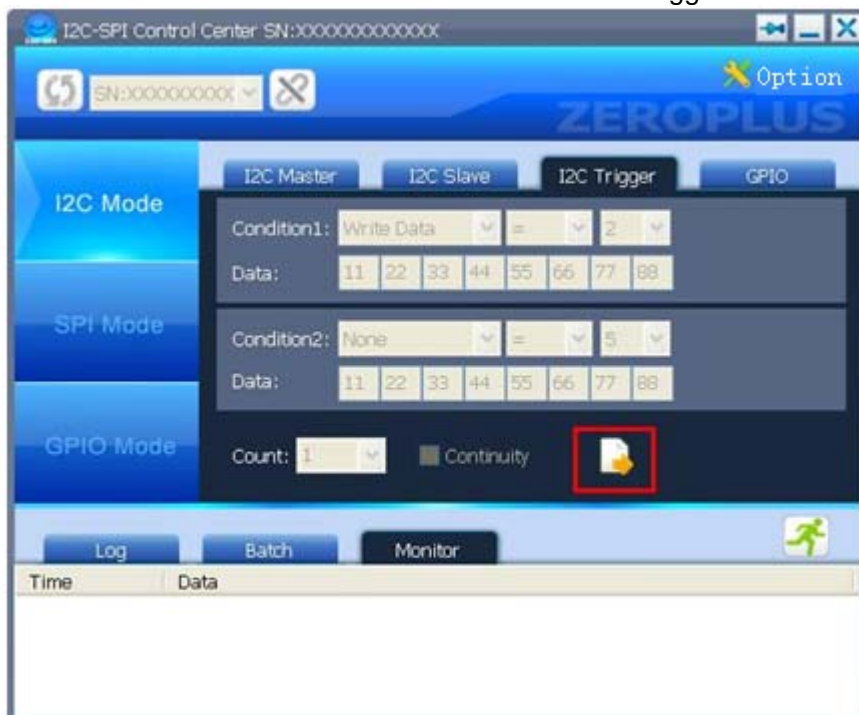 gg
I2C-SPI Control Center SN:XXXXXXXXXXXX
SN:XXXXXXXXXX
Option
ZEROPLUS
I2C Mode
SPI Mode
GPIO Mode
I2C Master I2C Slave I2C Trigger GPIO
Condition1: Write Data = 2
Data: 11 22 33 44 55 66 77 88
Condition2: None = 5
Data: 11 22 33 44 55 66 77 88
Count: 1 Continuity
Log Batch Monitor
Time Data